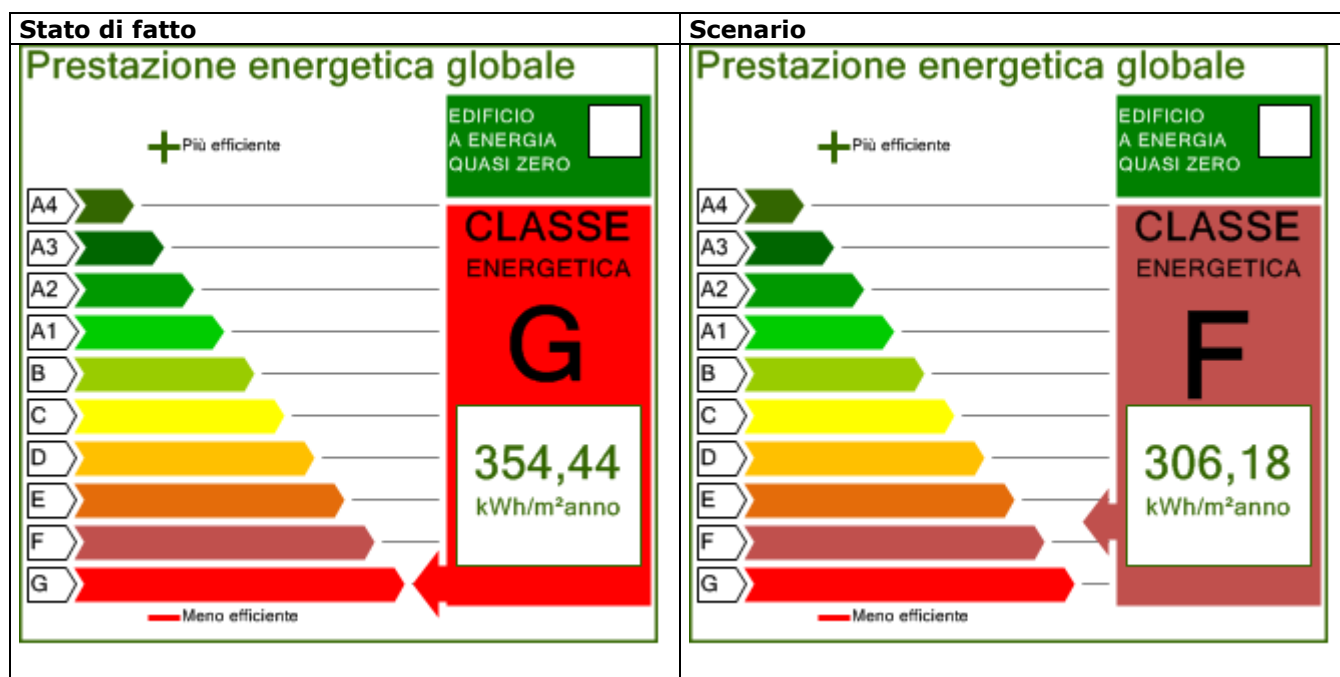 Stato di fatto
Prestazione energetica globale
EDIFICIO
A ENERGIA
QUASI ZERO
Più efficiente
A4
A3
A2
A1
B
C
D
E
F
G
CLASSE
ENERGETICA
G
354,44
kWh/m²anno
Meno efficiente
Scenario
Prestazione energetica globale
EDIFICIO
A ENERGIA
QUASI ZERO
Più efficiente
A4
A3
A2
A1
B
C
D
E
F
G
CLASSE
ENERGETICA
F
306,18
kWh/m²anno
Meno efficiente